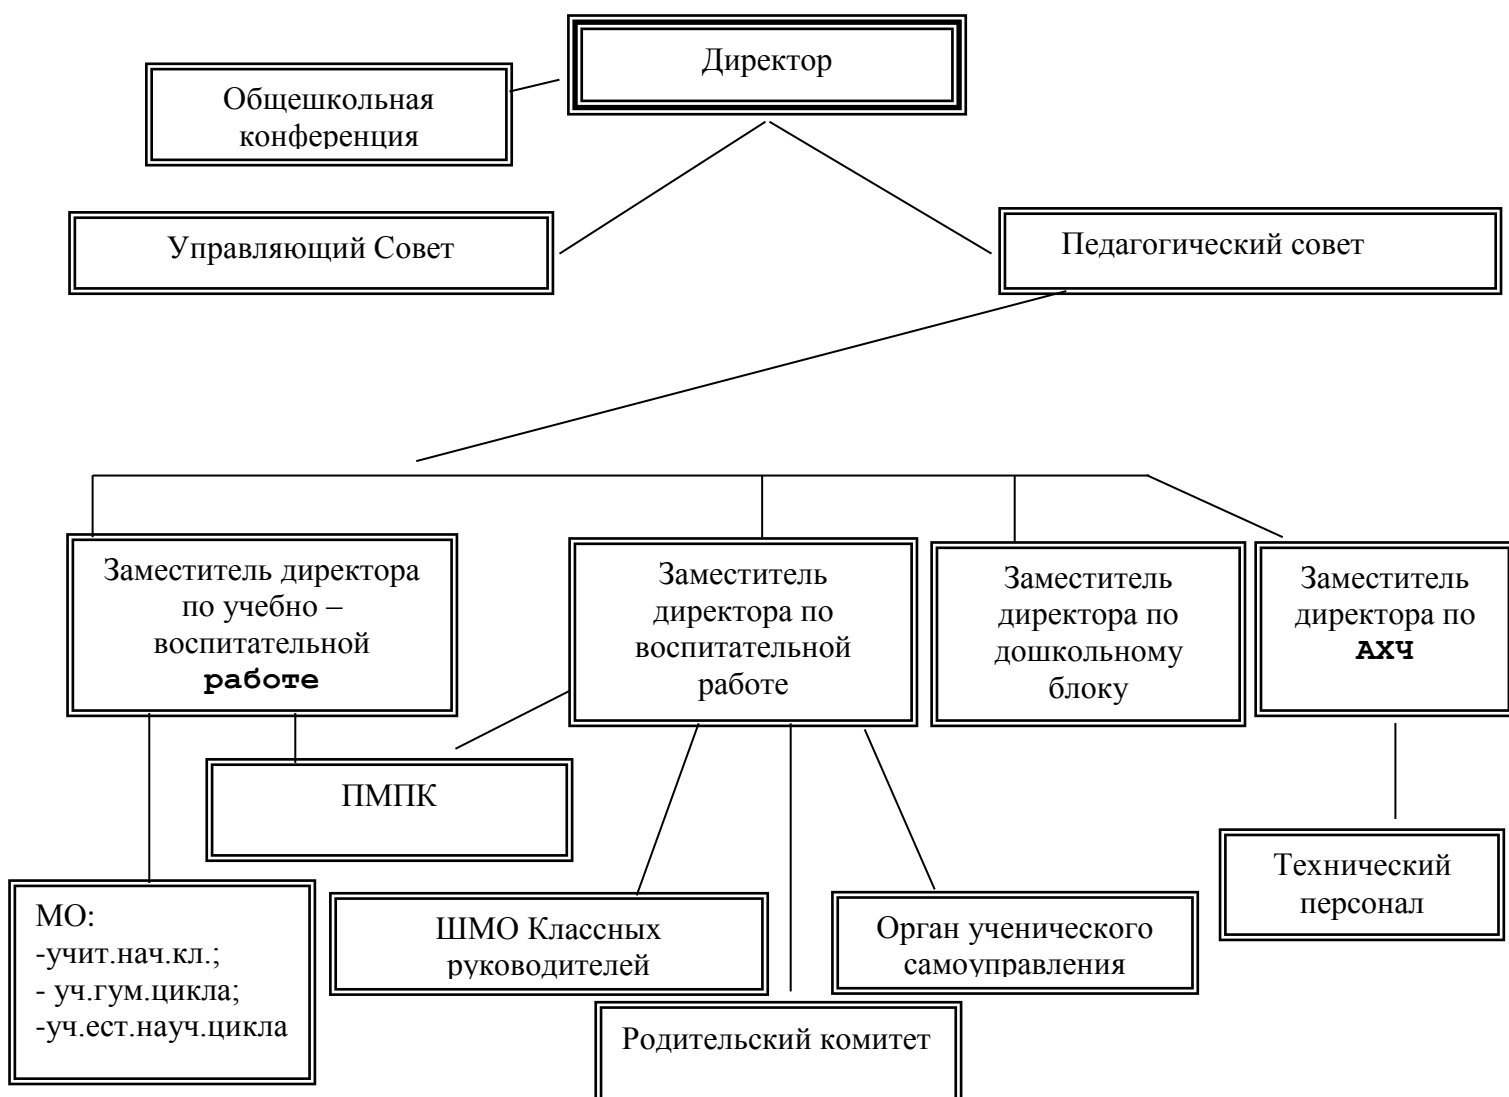 Директор
Общешкольная
конференция
Управляющий Совет
Педагогический совет
Заместитель директора
по учебно –
воспитательной
работе
Заместитель
директора по
воспитательной
работе
Заместитель
директора по
дошкольному
блоку
Заместитель
директора по
АХЧ
ПМПК
Технический
персонал
МО:
-учит.нач.кл.;
- уч.гум.цикла;
-уч.ест.науч.цикла
ШМО Классных
руководителей
Орган ученического
самоуправления
Родительский комитет